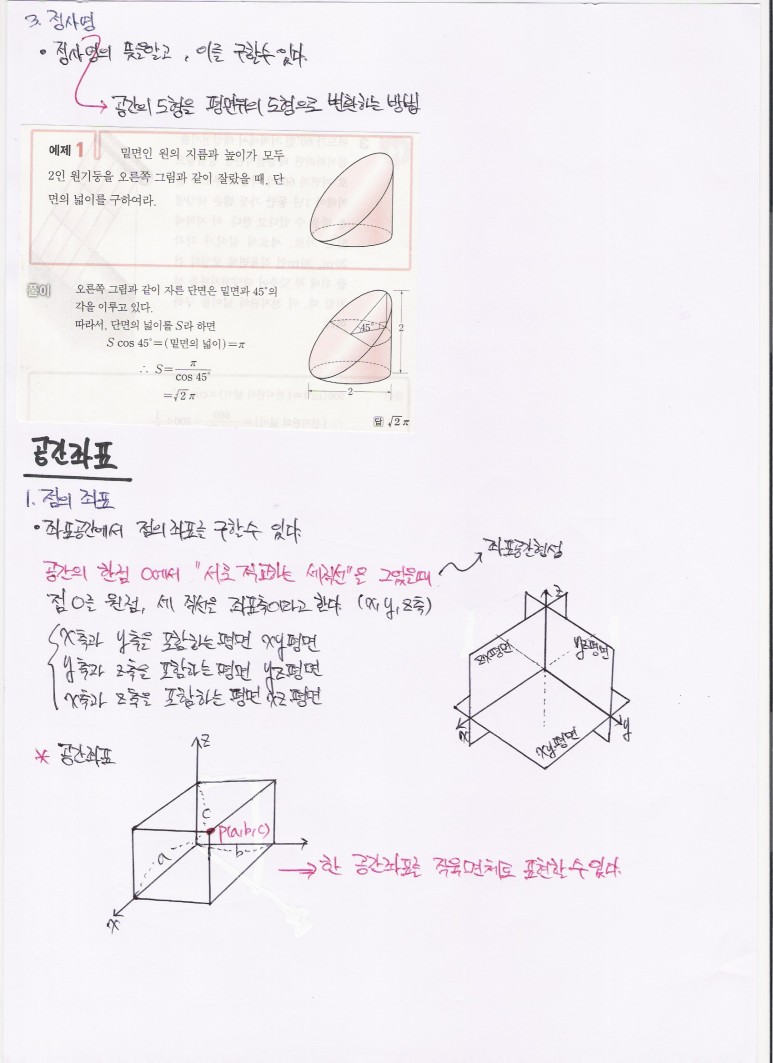 3. 정사영
• 정사영의 뜻을알고, 이를 구할수있다.
공간의 도형을 평면위의 도형으로 변환하는 방법
예제 1 밑면인 원의 지름과 높이가 모두
2인 원기둥을 오른쪽 그림과 같이 잘랐을 때, 단
면의 넓이를 구하여라.
풀이 오른쪽 그림과 같이 자른 단면은 밑면과 45°의
각을 이루고 있다.
따라서, 단면의 넓이를 S라 하면
S cos 45°=(밑면의 넓이)=π
∴ S=π/cos 45°
=√2 π
45°
2
2
답 √2 π
공간좌표
1. 점의 좌표
• 좌표공간에서 점의 좌표를 구할수 있다.
공간의 한점 O에서 "서로 직교하는 세직선"을 그었을때
좌표공간형성
점 O를 원점, 세 직선을 좌표축이라고 한다 (x, y, z축)
x축과 y축을 포함하는 평면 xy평면
y축과 z축을 포함하는 평면 yz평면
x축과 z축을 포함하는 평면 xz평면
z
zx평면
yz평면
xy평면
x
y
* 공간좌표
z
c
P(a,b,c)
a
b
x
한 공간좌표를 직육면체도 표현할수있다.